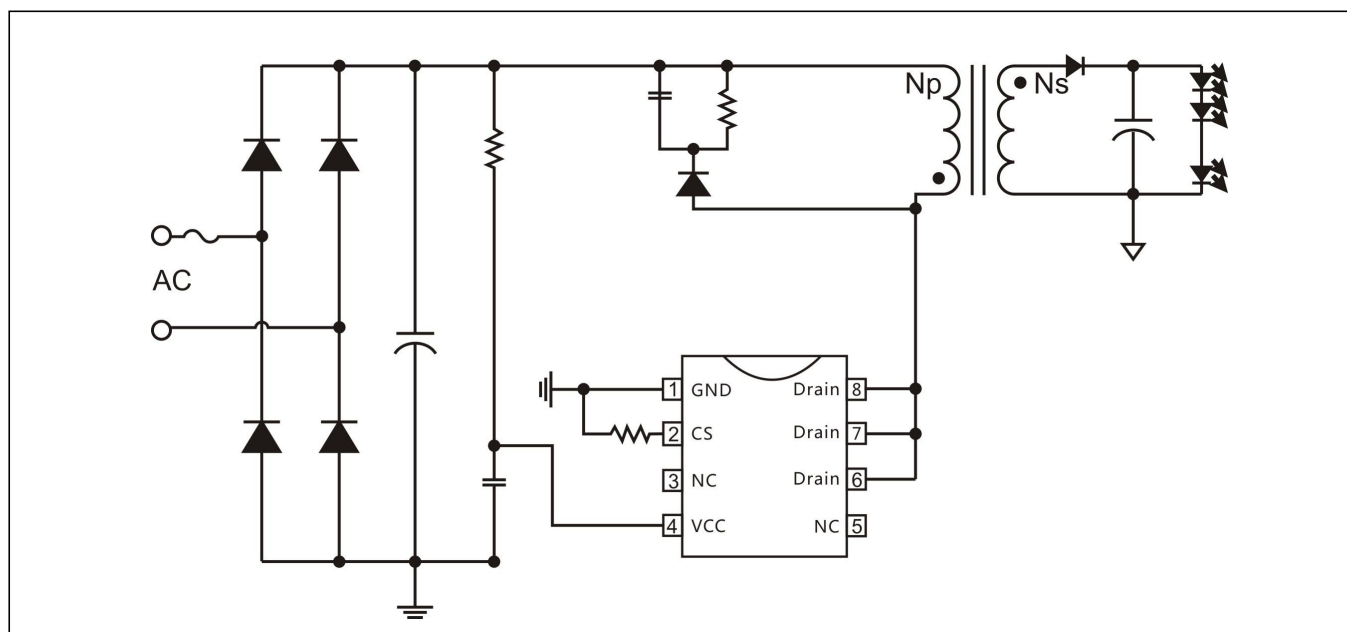 Np
Ns
AC
1 GND
2 CS
3 NC
4 VCC
Drain 8
Drain 7
Drain 6
NC 5